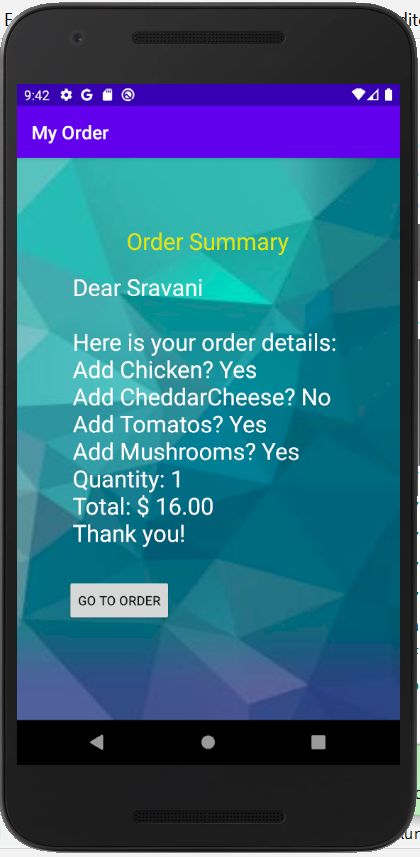 9:42
My Order
Order Summary
Dear Sravani
Here is your order details:
Add Chicken? Yes
Add CheddarCheese? No
Add Tomatos? Yes
Add Mushrooms? Yes
Quantity: 1
Total: $ 16.00
Thank you!
GO TO ORDER